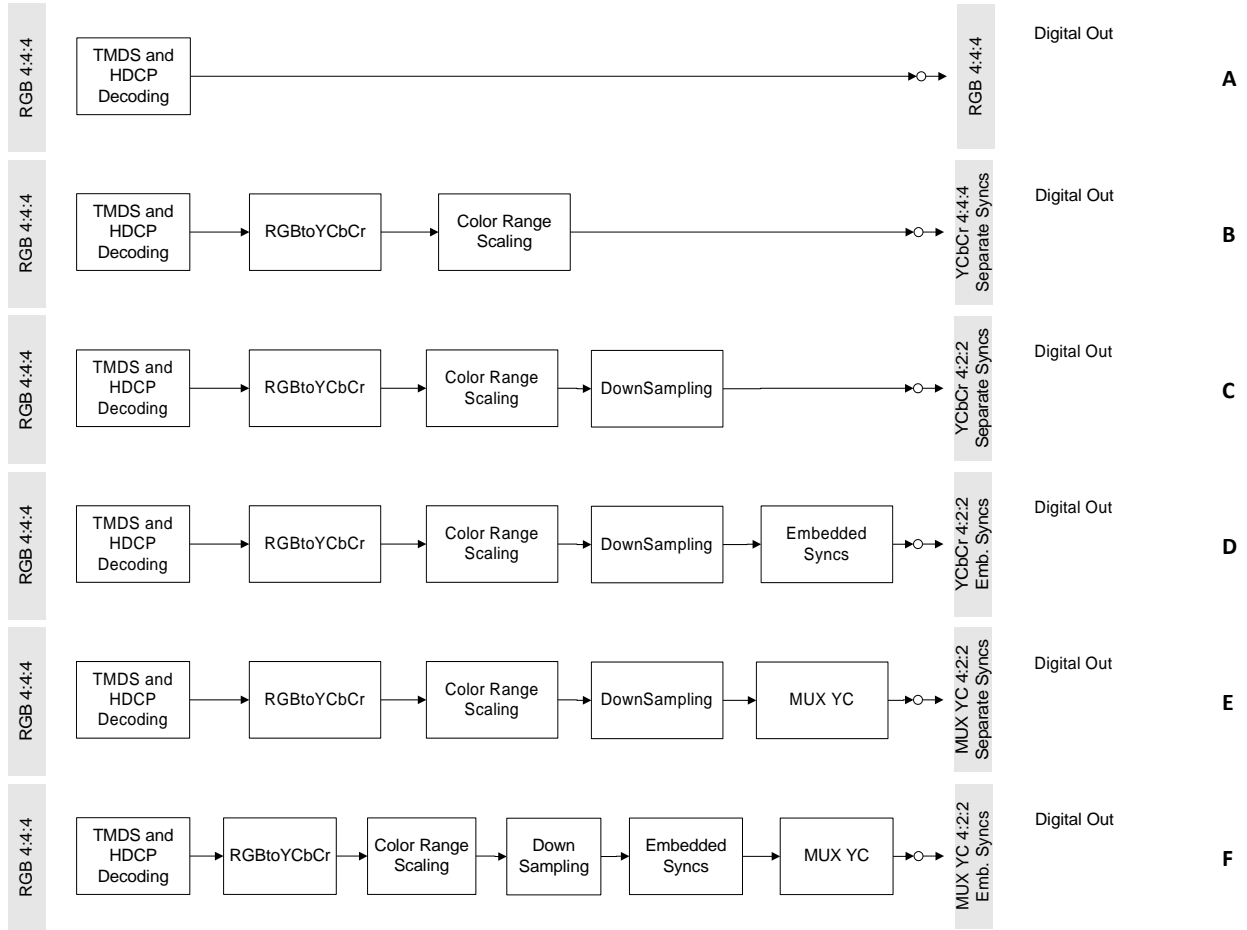 RGB 4:4:4
TMDS and
HDCP
Decoding
RGB 4:4:4
Digital Out
A
RGB 4:4:4
TMDS and
HDCP
Decoding
RGBtoYCbCr
Color Range
Scaling
YCbCr 4:4:4
Separate Syncs
Digital Out
B
RGB 4:4:4
TMDS and
HDCP
Decoding
RGBtoYCbCr
Color Range
Scaling
DownSampling
YCbCr 4:2:2
Separate Syncs
Digital Out
C
RGB 4:4:4
TMDS and
HDCP
Decoding
RGBtoYCbCr
Color Range
Scaling
DownSampling
Embedded
Syncs
YCbCr 4:2:2
Emb. Syncs
Digital Out
D
RGB 4:4:4
TMDS and
HDCP
Decoding
RGBtoYCbCr
Color Range
Scaling
DownSampling
MUX YC
MUX YC 4:2:2
Separate Syncs
Digital Out
E
RGB 4:4:4
TMDS and
HDCP
Decoding
RGBtoYCbCr
Color Range
Scaling
Down
Sampling
Embedded
Syncs
MUX YC
MUX YC 4:2:2
Emb. Syncs
Digital Out
F